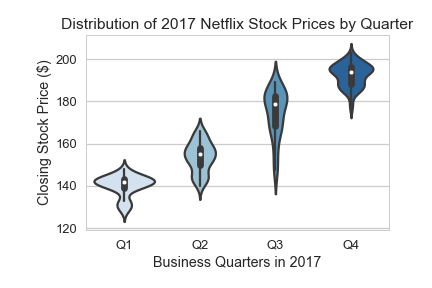 Distribution of 2017 Netflix Stock Prices by Quarter
Closing Stock Price ($)
200
180
160
140
120
Q1 Q2 Q3 Q4
Business Quarters in 2017